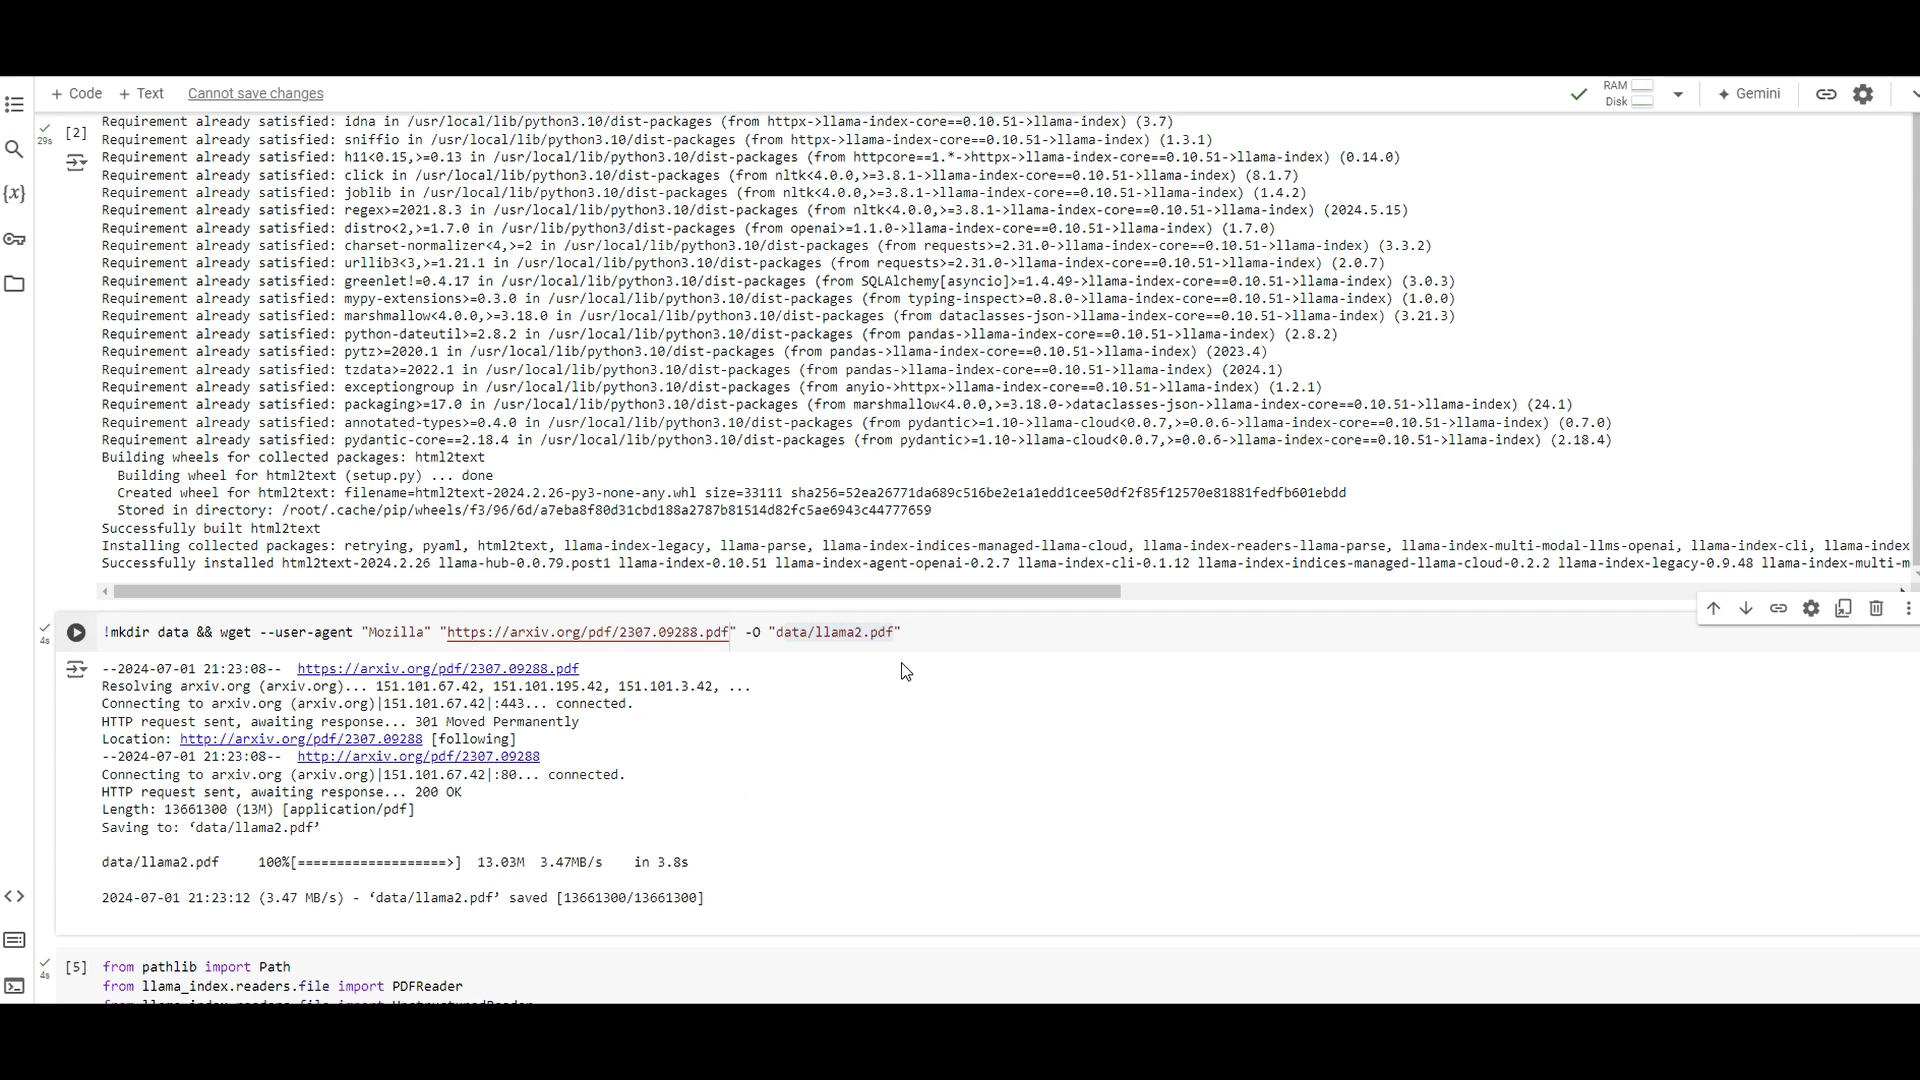 + Code + Text Cannot save changes
RAM
Disk
Gemini
29s
[2]
Requirement already satisfied: idna in /usr/local/lib/python3.10/dist-packages (from httpx->llama-index-core==0.10.51->llama-index) (3.7)
Requirement already satisfied: sniffio in /usr/local/lib/python3.10/dist-packages (from httpx->llama-index-core==0.10.51->llama-index) (1.3.1)
Requirement already satisfied: h11<0.15,>=0.13 in /usr/local/lib/python3.10/dist-packages (from httpcore==1.*->httpx->llama-index-core==0.10.51->llama-index) (0.14.0)
Requirement already satisfied: click in /usr/local/lib/python3.10/dist-packages (from nltk<4.0.0,>=3.8.1->llama-index-core==0.10.51->llama-index) (8.1.7)
Requirement already satisfied: joblib in /usr/local/lib/python3.10/dist-packages (from nltk<4.0.0,>=3.8.1->llama-index-core==0.10.51->llama-index) (1.4.2)
Requirement already satisfied: regex>=2021.8.3 in /usr/local/lib/python3.10/dist-packages (from nltk<4.0.0,>=3.8.1->llama-index-core==0.10.51->llama-index) (2024.5.15)
Requirement already satisfied: distro<2,>=1.7.0 in /usr/lib/python3/dist-packages (from openai>=1.1.0->llama-index-core==0.10.51->llama-index) (1.7.0)
Requirement already satisfied: charset-normalizer<4,>=2 in /usr/local/lib/python3.10/dist-packages (from requests>=2.31.0->llama-index-core==0.10.51->llama-index) (3.3.2)
Requirement already satisfied: urllib3<3,>=1.21.1 in /usr/local/lib/python3.10/dist-packages (from requests>=2.31.0->llama-index-core==0.10.51->llama-index) (2.0.7)
Requirement already satisfied: greenlet!=0.4.17 in /usr/local/lib/python3.10/dist-packages (from SQLAlchemy[asyncio]>=1.4.49->llama-index-core==0.10.51->llama-index) (3.0.3)
Requirement already satisfied: mypy-extensions>=0.3.0 in /usr/local/lib/python3.10/dist-packages (from typing-inspect>=0.8.0->llama-index-core==0.10.51->llama-index) (1.0.0)
Requirement already satisfied: marshmallow<4.0.0,>=3.18.0 in /usr/local/lib/python3.10/dist-packages (from dataclasses-json->llama-index-core==0.10.51->llama-index) (3.21.3)
Requirement already satisfied: python-dateutil>=2.8.2 in /usr/local/lib/python3.10/dist-packages (from pandas->llama-index-core==0.10.51->llama-index) (2.8.2)
Requirement already satisfied: pytz>=2020.1 in /usr/local/lib/python3.10/dist-packages (from pandas->llama-index-core==0.10.51->llama-index) (2023.4)
Requirement already satisfied: tzdata>=2022.1 in /usr/local/lib/python3.10/dist-packages (from pandas->llama-index-core==0.10.51->llama-index) (2024.1)
Requirement already satisfied: exceptiongroup in /usr/local/lib/python3.10/dist-packages (from anyio->httpx->llama-index-core==0.10.51->llama-index) (1.2.1)
Requirement already satisfied: packaging>=17.0 in /usr/local/lib/python3.10/dist-packages (from marshmallow<4.0.0,>=3.18.0->dataclasses-json->llama-index-core==0.10.51->llama-index) (24.1)
Requirement already satisfied: annotated-types>=0.4.0 in /usr/local/lib/python3.10/dist-packages (from pydantic>=1.10->llama-cloud<0.0.7,>=0.0.6->llama-index-core==0.10.51->llama-index) (0.7.0)
Requirement already satisfied: pydantic-core==2.18.4 in /usr/local/lib/python3.10/dist-packages (from pydantic>=1.10->llama-cloud<0.0.7,>=0.0.6->llama-index-core==0.10.51->llama-index) (2.18.4)
Building wheels for collected packages: html2text
Building wheel for html2text (setup.py) ... done
Created wheel for html2text: filename=html2text-2024.2.26-py3-none-any.whl size=33111 sha256=52ea26771da689c516be2e1a1edd1cee50df2f85f12570e81881fedfb601ebdd
Stored in directory: /root/.cache/pip/wheels/f3/96/6d/a7eba8f80d31cbd188a2787b81514d82fc5ae6943c44777659
Successfully built html2text
Installing collected packages: retrying, pyaml, html2text, llama-index-legacy, llama-parse, llama-index-indices-managed-llama-cloud, llama-index-readers-llama-parse, llama-index-multi-modal-llms-openai, llama-index-cli, llama-index
Successfully installed html2text-2024.2.26 llama-hub-0.0.79.post1 llama-index-0.10.51 llama-index-agent-openai-0.2.7 llama-index-cli-0.1.12 llama-index-indices-managed-llama-cloud-0.2.2 llama-index-legacy-0.9.48 llama-index-multi-m
4s
!mkdir data && wget --user-agent "Mozilla" "https://arxiv.org/pdf/2307.09288.pdf" -O "data/llama2.pdf"
--2024-07-01 21:23:08-- https://arxiv.org/pdf/2307.09288.pdf
Resolving arxiv.org (arxiv.org)... 151.101.67.42, 151.101.195.42, 151.101.3.42, ...
Connecting to arxiv.org (arxiv.org)|151.101.67.42|:443... connected.
HTTP request sent, awaiting response... 301 Moved Permanently
Location: http://arxiv.org/pdf/2307.09288 [following]
--2024-07-01 21:23:08-- http://arxiv.org/pdf/2307.09288
Connecting to arxiv.org (arxiv.org)|151.101.67.42|:80... connected.
HTTP request sent, awaiting response... 200 OK
Length: 13661300 (13M) [application/pdf]
Saving to: ‘data/llama2.pdf’
data/llama2.pdf 100%[===================>] 13.03M 3.47MB/s in 3.8s
2024-07-01 21:23:12 (3.47 MB/s) - ‘data/llama2.pdf’ saved [13661300/13661300]
4s
[5]
from pathlib import Path
from llama_index.readers.file import PDFReader
from llama_index.readers.file import UnstructuredReader